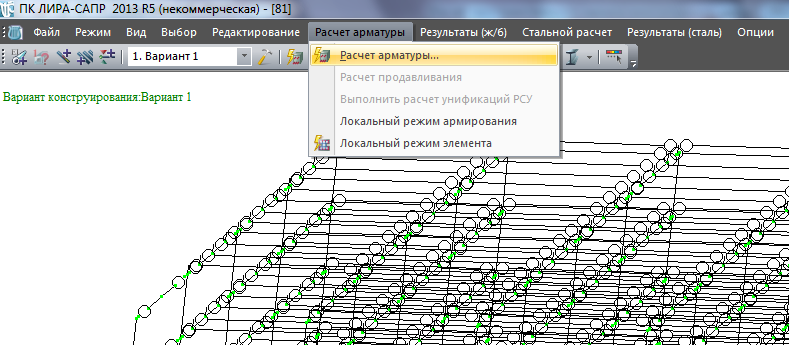 ПК ЛИРА-САПР 2013 R5 (некоммерческая) - [81]
Файл Режим Вид Выбор Редактирование Расчет арматуры Результаты (ж/б) Стальной расчет Результаты (сталь) Опции
1. Вариант 1
Расчет арматуры...
Расчет продавливания
Выполнить расчет унификаций РСУ
Локальный режим армирования
Локальный режим элемента
Вариант конструирования:Вариант 1